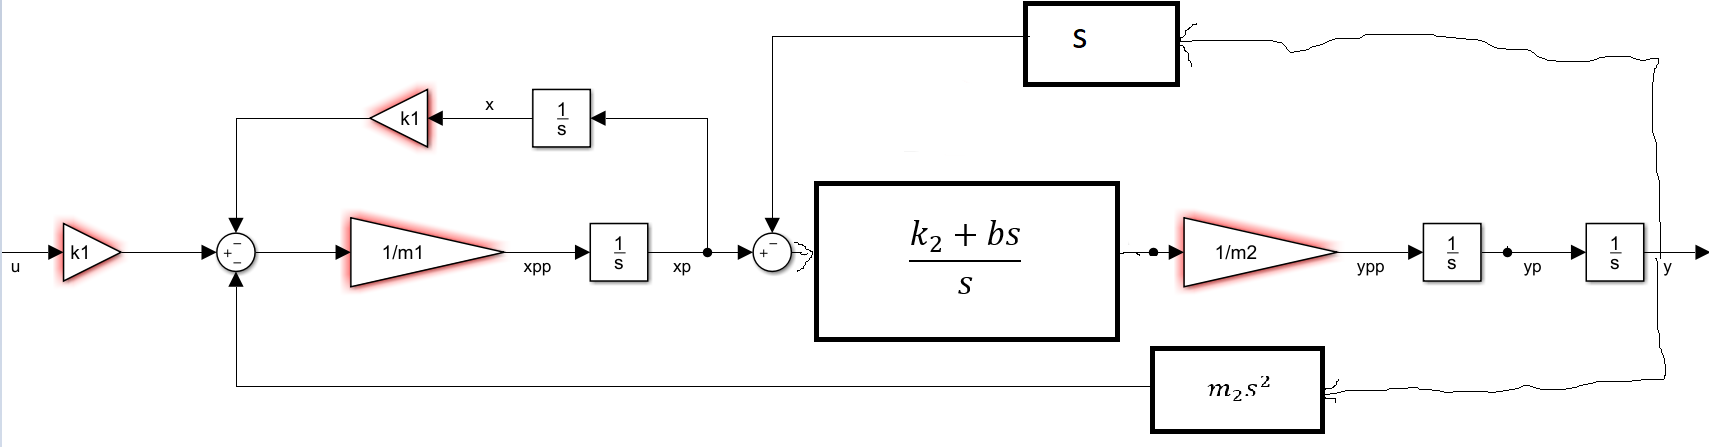 s
k1
x
1
s
k1
1/m1
xpp
1
s
xp
k₂ + bs
s
1/m2
ypp
1
s
yp
1
s
y
u
m₂s²